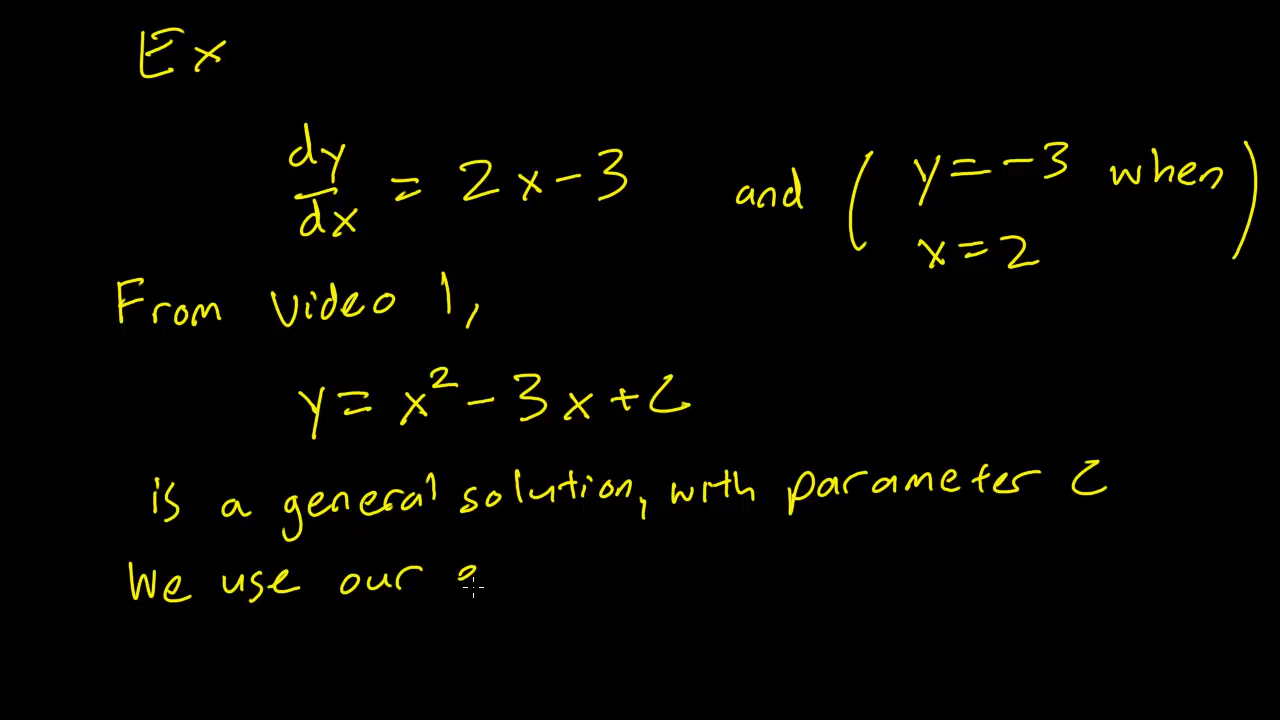 Ex
dy/dx = 2x-3 and (y=-3 when x=2)
From video 1,
y = x² - 3x + C
is a general solution, with parameter C
We use our